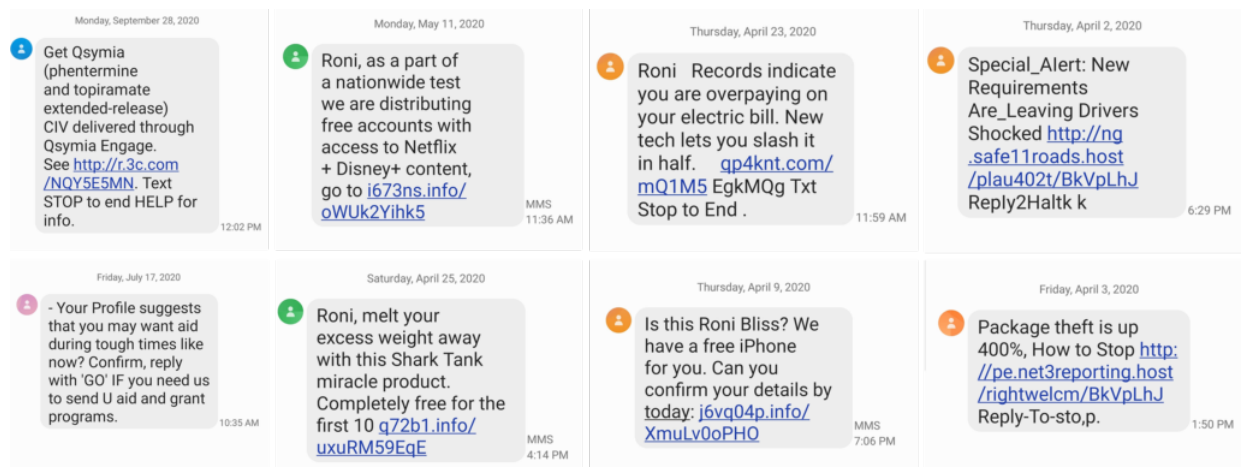 Monday, September 28, 2020
Get Qsymia
(phentermine
and topiramate
extended-release)
CIV delivered through
Qsymia Engage.
See http://r.3c.com
/NQY5E5MN. Text
STOP to end HELP for
info.
12:02 PM
Monday, May 11, 2020
Roni, as a part of
a nationwide test
we are distributing
free accounts with
access to Netflix
+ Disney+ content,
go to i673ns.info/
oWUk2Yihk5
MMS
11:36 AM
Thursday, April 23, 2020
Roni   Records indicate
you are overpaying on
your electric bill. New
tech lets you slash it
in half.    qp4knt.com/
mQ1M5 EgkMQg Txt
Stop to End .
11:59 AM
Thursday, April 2, 2020
Special_Alert: New
Requirements
Are_Leaving Drivers
Shocked http://ng
.safe11roads.host
/plau402t/BkVpLhJ
Reply2Haltk k
6:29 PM
Friday, July 17, 2020
- Your Profile suggests
that you may want aid
during tough times like
now? Confirm, reply
with 'GO' IF you need us
to send U aid and grant
programs.
10:35 AM
Saturday, April 25, 2020
Roni, melt your
excess weight away
with this Shark Tank
miracle product.
Completely free for the
first 10 q72b1.info/
uxuRM59EqE
MMS
4:14 PM
Thursday, April 9, 2020
Is this Roni Bliss? We
have a free iPhone
for you. Can you
confirm your details by
today: j6vq04p.info/
XmuLv0oPHO
MMS
7:06 PM
Friday, April 3, 2020
Package theft is up
400%, How to Stop http:
//pe.net3reporting.host
/rightwelcm/BkVpLhJ
Reply-To-sto,p.
1:50 PM